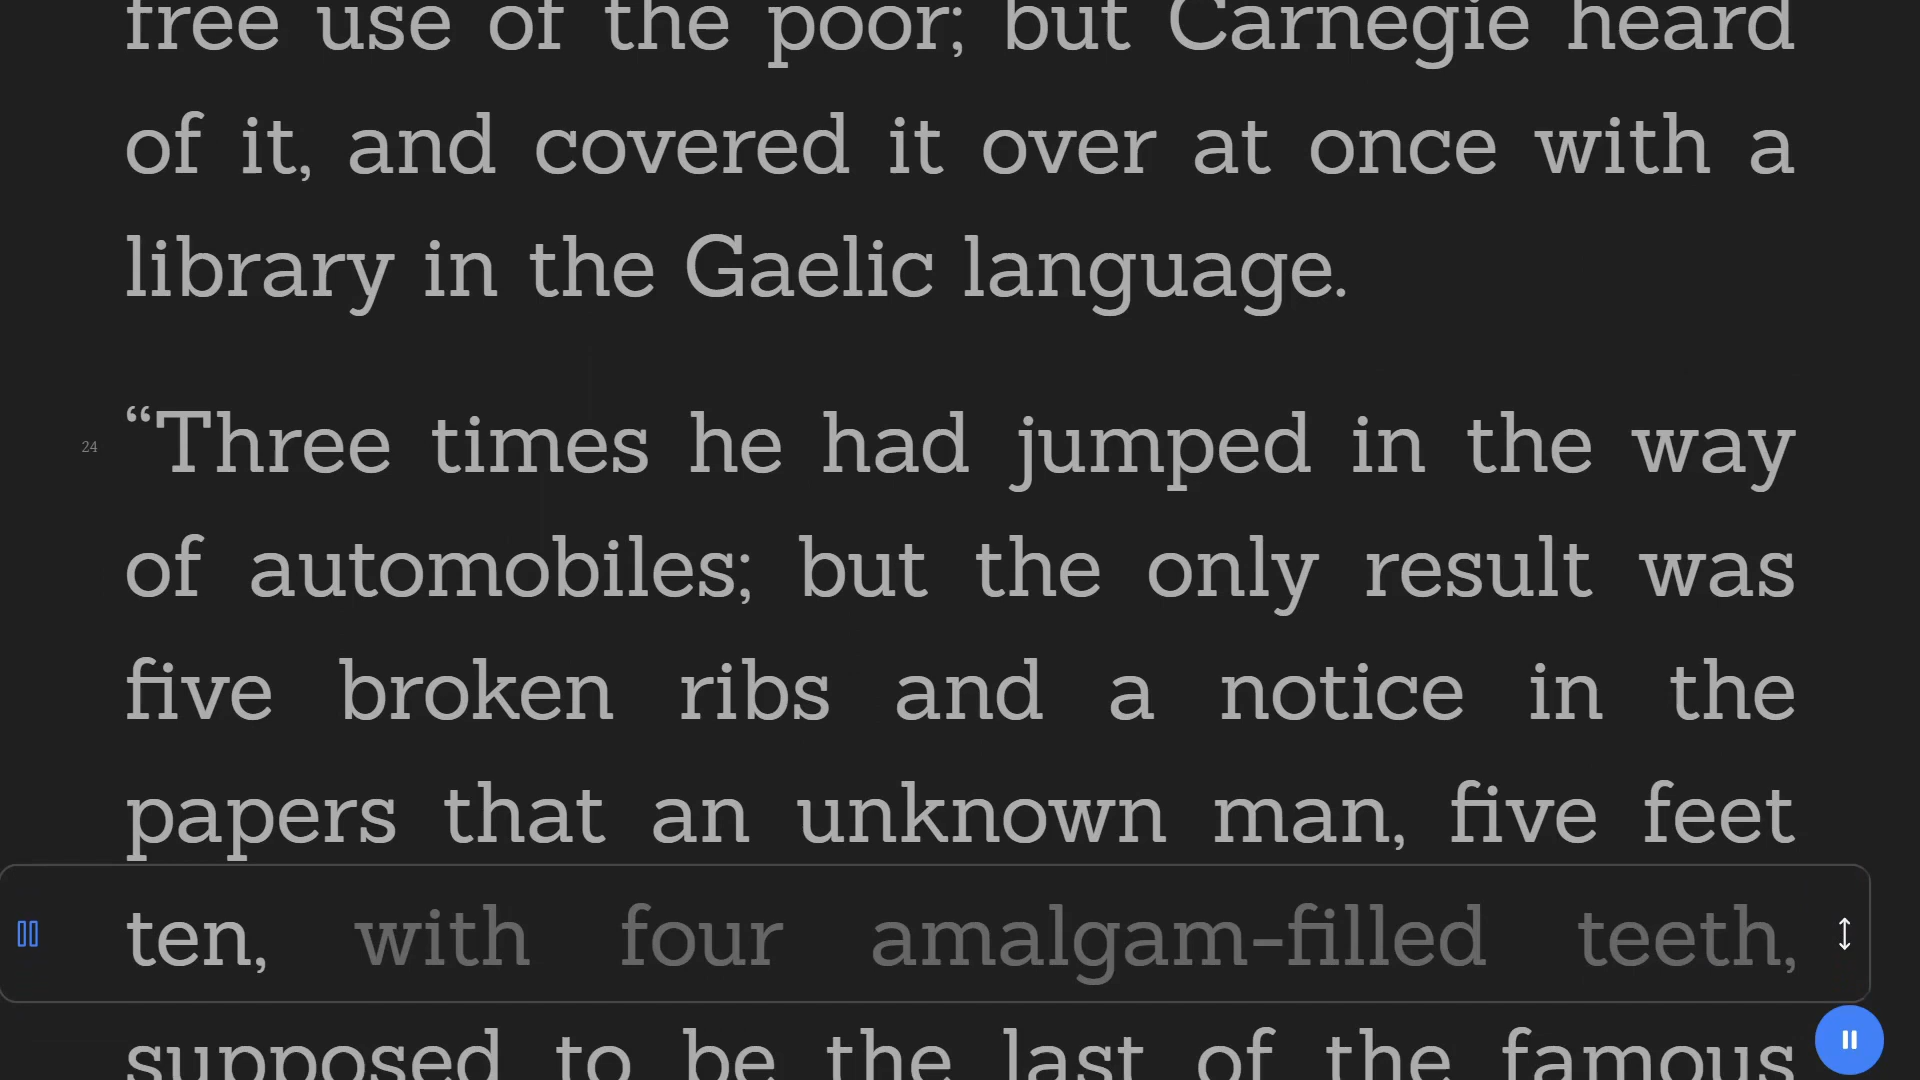 free use of the poor; but Carnegie heard
of it, and covered it over at once with a
library in the Gaelic language.
24
“Three times he had jumped in the way
of automobiles; but the only result was
five broken ribs and a notice in the
papers that an unknown man, five feet
ten, with four amalgam-filled teeth,
supposed to be the last of the famous